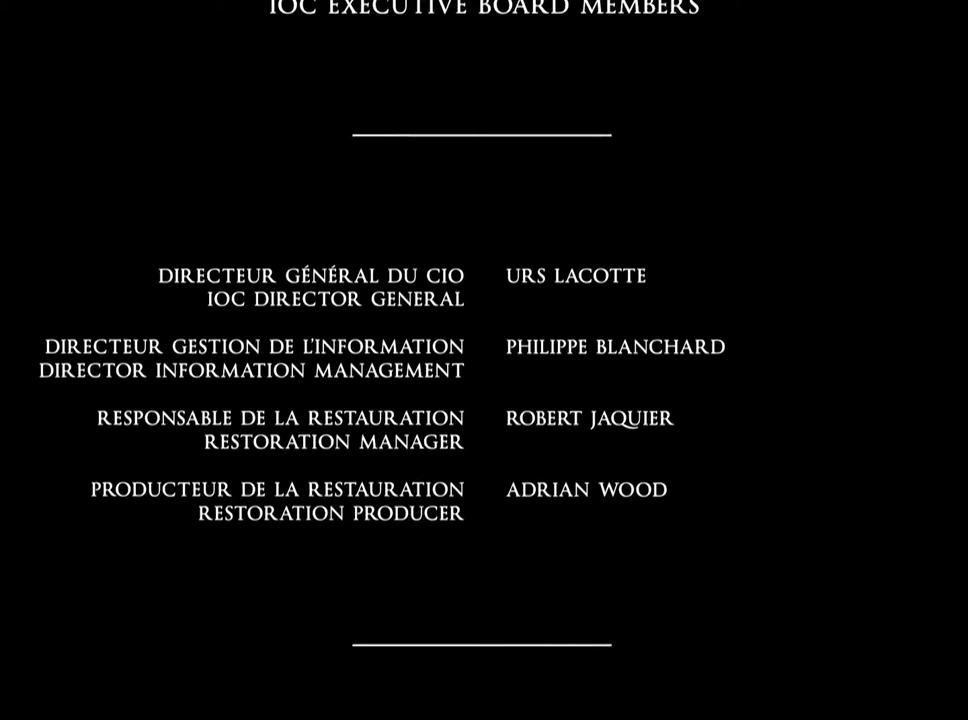 IOC EXECUTIVE BOARD MEMBERS
DIRECTEUR GÉNÉRAL DU CIO URS LACOTTE
IOC DIRECTOR GENERAL
DIRECTEUR GESTION DE L'INFORMATION PHILIPPE BLANCHARD
DIRECTOR INFORMATION MANAGEMENT
RESPONSABLE DE LA RESTAURATION ROBERT JAQUIER
RESTORATION MANAGER
PRODUCTEUR DE LA RESTAURATION ADRIAN WOOD
RESTORATION PRODUCER